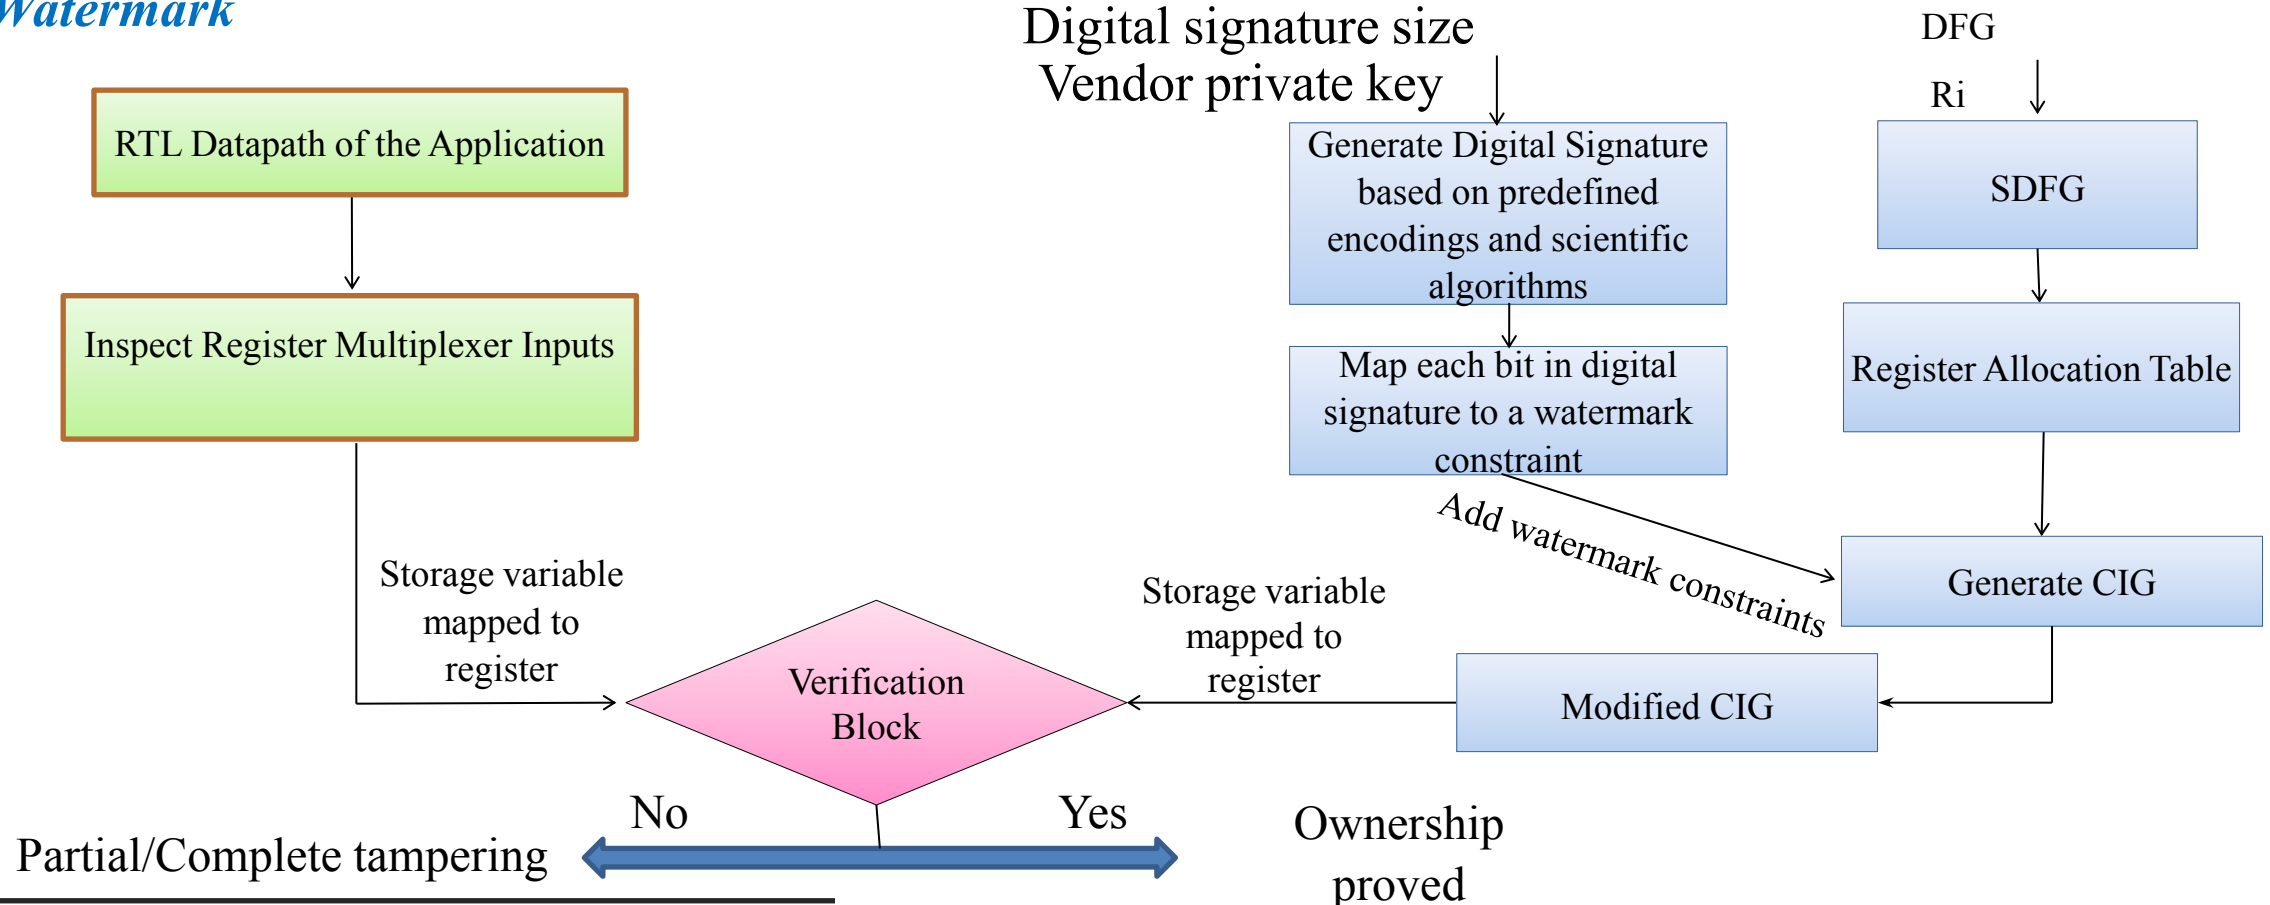 Watermark
Digital signature size
Vendor private key
DFG
Ri
RTL Datapath of the Application
Inspect Register Multiplexer Inputs
Generate Digital Signature
based on predefined
encodings and scientific
algorithms
SDFG
Map each bit in digital
signature to a watermark
constraint
Register Allocation Table
Add watermark constraints
Generate CIG
Storage variable
mapped to
register
Verification
Block
Storage variable
mapped to
register
Modified CIG
No
Yes
Partial/Complete tampering
Ownership
proved